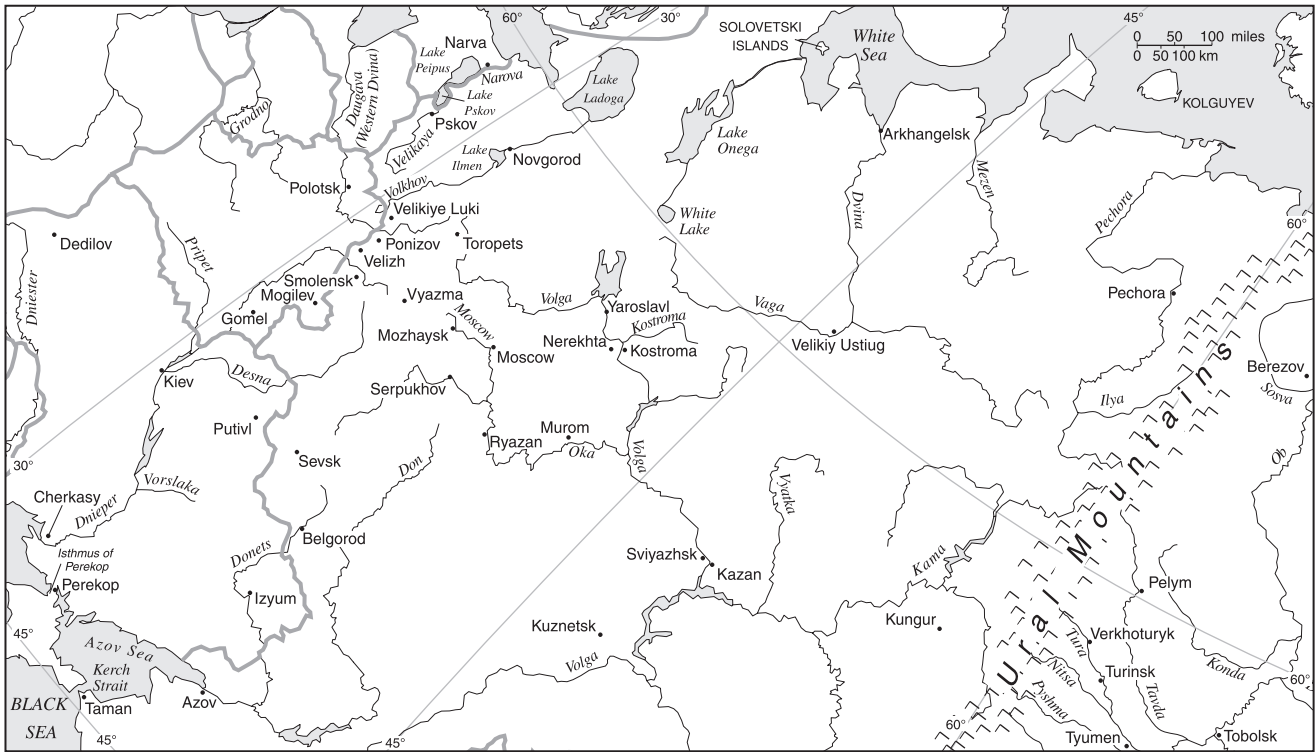 60°
30°
45°
SOLOVETSKI
ISLANDS
White
Sea
0 50 100 miles
0 50 100 km
KOLGUYEV
Narva
Lake
Peipus
Narova
Lake
Pskov
Pskov
Velikaya
Daugava
(Western Dvina)
Grodno
Lake
Ladoga
Lake
Ilmen
Novgorod
Volkhov
Lake
Onega
Arkhangelsk
Mezen
Dvina
Pechora
60°
Polotsk
Velikiye Luki
Ponizov
Toropets
Velizh
White
Lake
Dedilov
Dniester
Pripet
Smolensk
Mogilev
Gomel
Vyazma
Mozhaysk
Moscow
Moscow
Volga
Yaroslavl
Kostroma
Nerekhta
Kostroma
Vaga
Velikiy Ustiug
Pechora
Berezov
Sosva
Ilya
Ob
Kiev
Desna
Serpukhov
Putivl
Sevsk
Ryazan
Murom
Oka
Volga
Don
Vyatka
30°
Cherkasy
Dnieper
Vorslaka
Isthmus of
Perekop
Perekop
Donets
Belgorod
Izyum
Sviyazhsk
Kazan
Kama
Ural Mountains
Pelym
Kungur
Verkhoturyk
Tura
Turinsk
Niisa
Pyshma
Tavda
Konda
60°
Tyumen
Tobolsk
60°
Kuznetsk
Volga
45°
Azov Sea
Kerch
Strait
BLACK
SEA
Taman
Azov
45°
45°